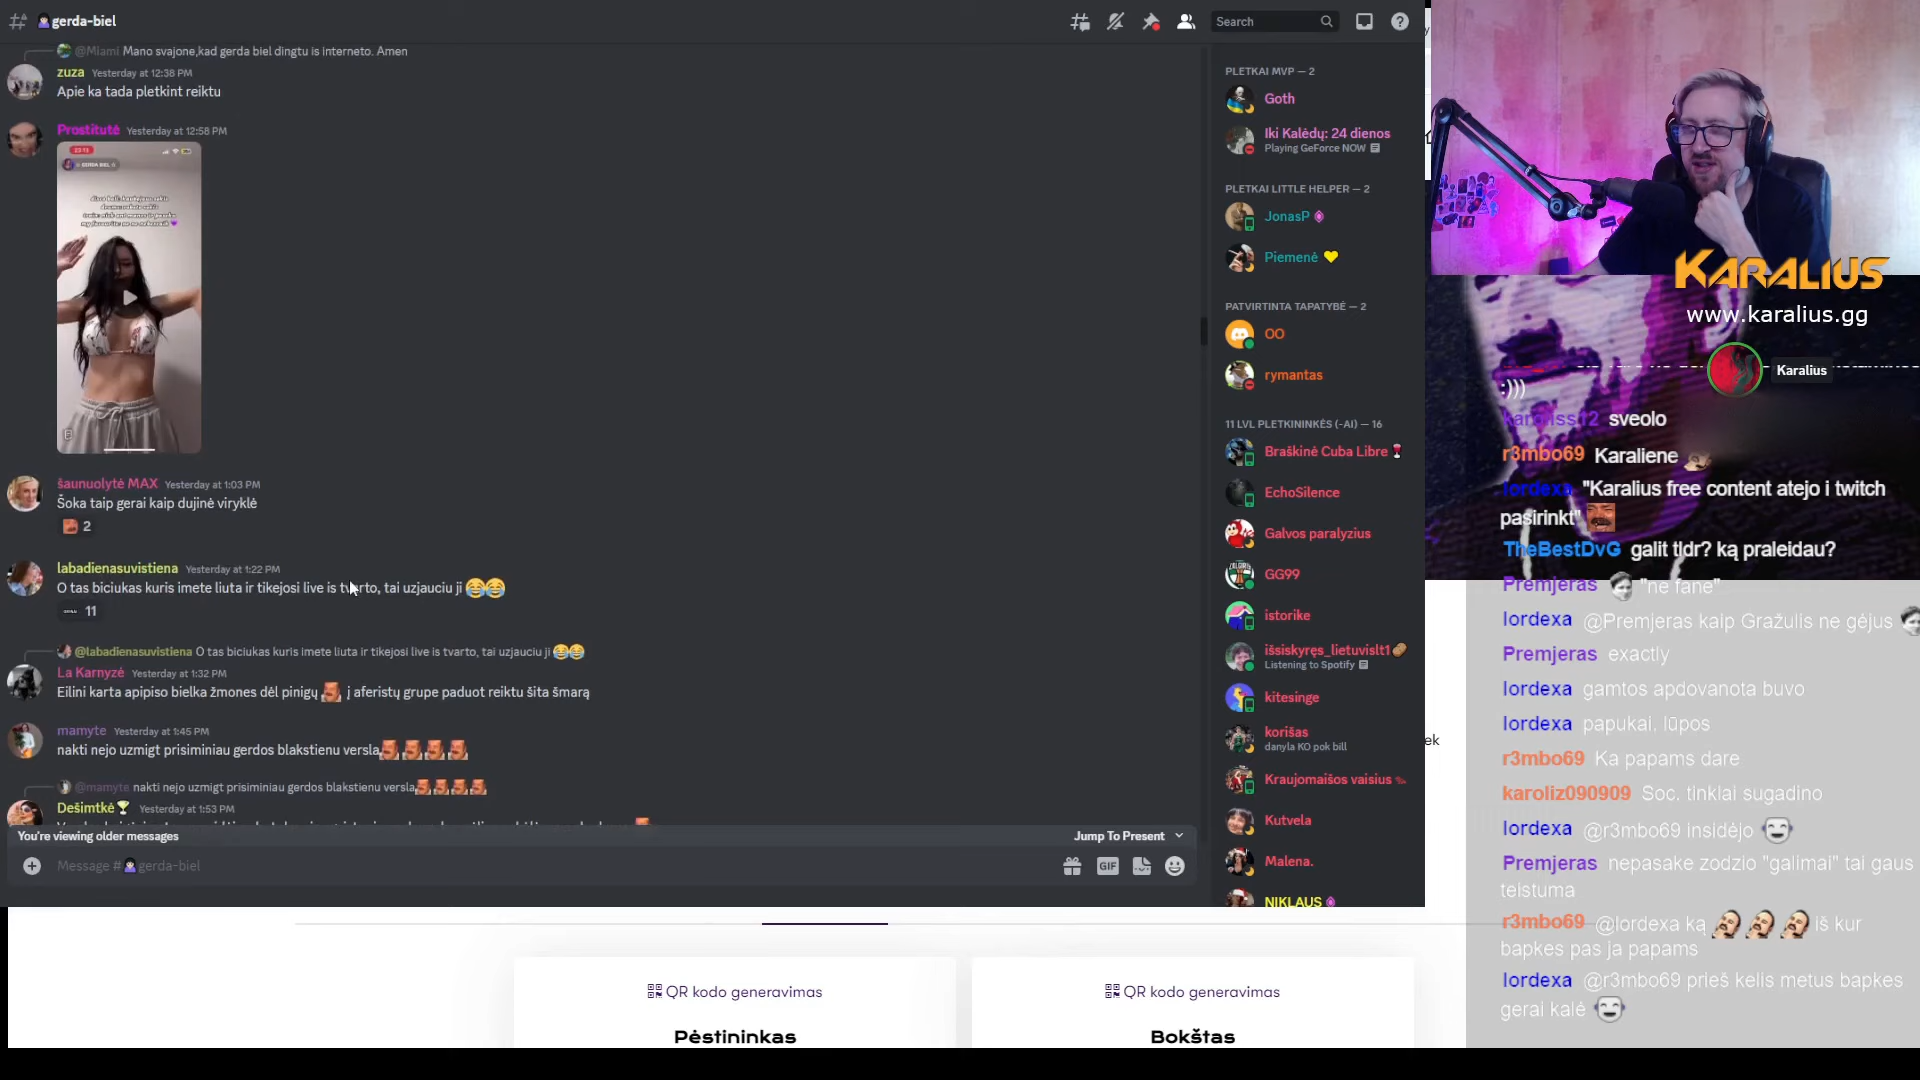 gerda-biel
Search
@Miami Mano svajone,kad gerda biel dingtu is interneto. Amen
zuza Yesterday at 12:38 PM
Apie ka tada pletkint reiktu
Prostitutė Yesterday at 12:58 PM
šaunuolytė MAX Yesterday at 1:03 PM
Šoka taip gerai kaip dujinė viryklė
2
labadienasuvistiena Yesterday at 1:22 PM
O tas biciukas kuris imete liuta ir tikejosi live is tvarto, tai uzjauciu ji
11
@labadienasuvistiena O tas biciukas kuris imete liuta ir tikejosi live is tvarto, tai uzjauciu ji
La Karnyzė Yesterday at 1:32 PM
Eilini karta apipiso bielka žmones dėl pinigų į aferistų grupe paduot reiktu šita šmarą
mamyte Yesterday at 1:45 PM
nakti nejo uzmigt prisiminiau gerdos blakstienu versla
@mamyte nakti nejo uzmigt prisiminiau gerdos blakstienu versla
Dešimtkė Yesterday at 1:53 PM
You're viewing older messages
Jump To Present
Message # gerda-biel
GIF
PLETKAI MVP — 2
Goth
Iki Kalėdų: 24 dienos
Playing GeForce NOW
PLETKAI LITTLE HELPER — 2
JonasP
Piemenė
PATVIRTINTA TAPATYBĖ — 2
OO
rymantas
11 LVL PLETKININKĖS (-AI) — 16
Braškinė Cuba Libre
EchoSilence
Galvos paralyzius
GG99
istorike
išsiskyręs_lietuvislt1
Listening to Spotify
kitesinge
korišas
danyla KO pok bill
Kraujomaišos vaisius
Kutvela
Malena.
NIKLAUS
KARALIUS
www.karalius.gg
Karalius
:)))
sveolo
r3mbo69 Karaliene
lordexa "Karalius free content atejo i twitch
pasirinkt"
TheBestDvG galit tldr? ką praleidau?
Premjeras "ne fane"
lordexa @Premjeras kaip Gražulis ne gėjus
Premjeras exactly
lordexa gamtos apdovanota buvo
lordexa papukai, lūpos
r3mbo69 Ka papams dare
karoliz090909 Soc. tinklai sugadino
lordexa @r3mbo69 insidėjo
Premjeras nepasake zodzio "galimai" tai gaus
teistuma
r3mbo69 @lordexa ką iš kur
bapkes pas ja papams
lordexa @r3mbo69 prieš kelis metus bapkes
gerai kalė
ek
QR kodo generavimas
Pėstininkas
QR kodo generavimas
Bokštas